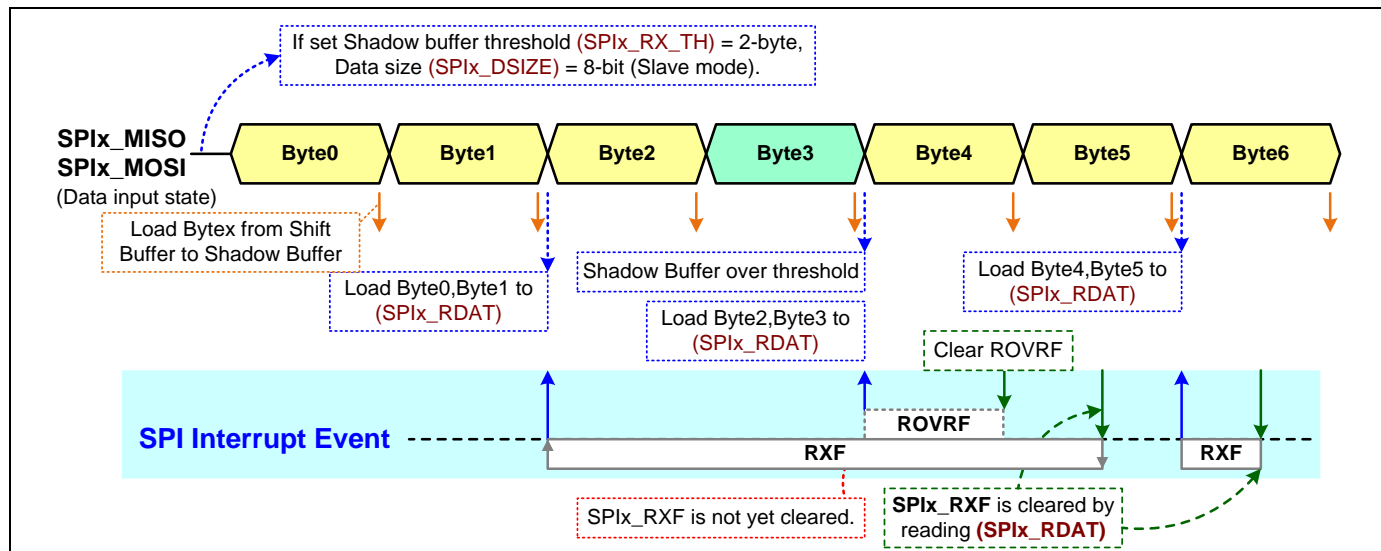 If set Shadow buffer threshold (SPIx_RX_TH) = 2-byte,
Data size (SPIx_DSIZE) = 8-bit (Slave mode).
SPIx_MISO
SPIx_MOSI
(Data input state)
Byte0
Byte1
Byte2
Byte3
Byte4
Byte5
Byte6
Load Bytex from Shift
Buffer to Shadow Buffer
Load Byte0,Byte1 to
(SPIx_RDAT)
Shadow Buffer over threshold
Load Byte2,Byte3 to
(SPIx_RDAT)
Load Byte4,Byte5 to
(SPIx_RDAT)
Clear ROVRF
SPI Interrupt Event
ROVRF
RXF
RXF
SPIx_RXF is not yet cleared.
SPIx_RXF is cleared by
reading (SPIx_RDAT)